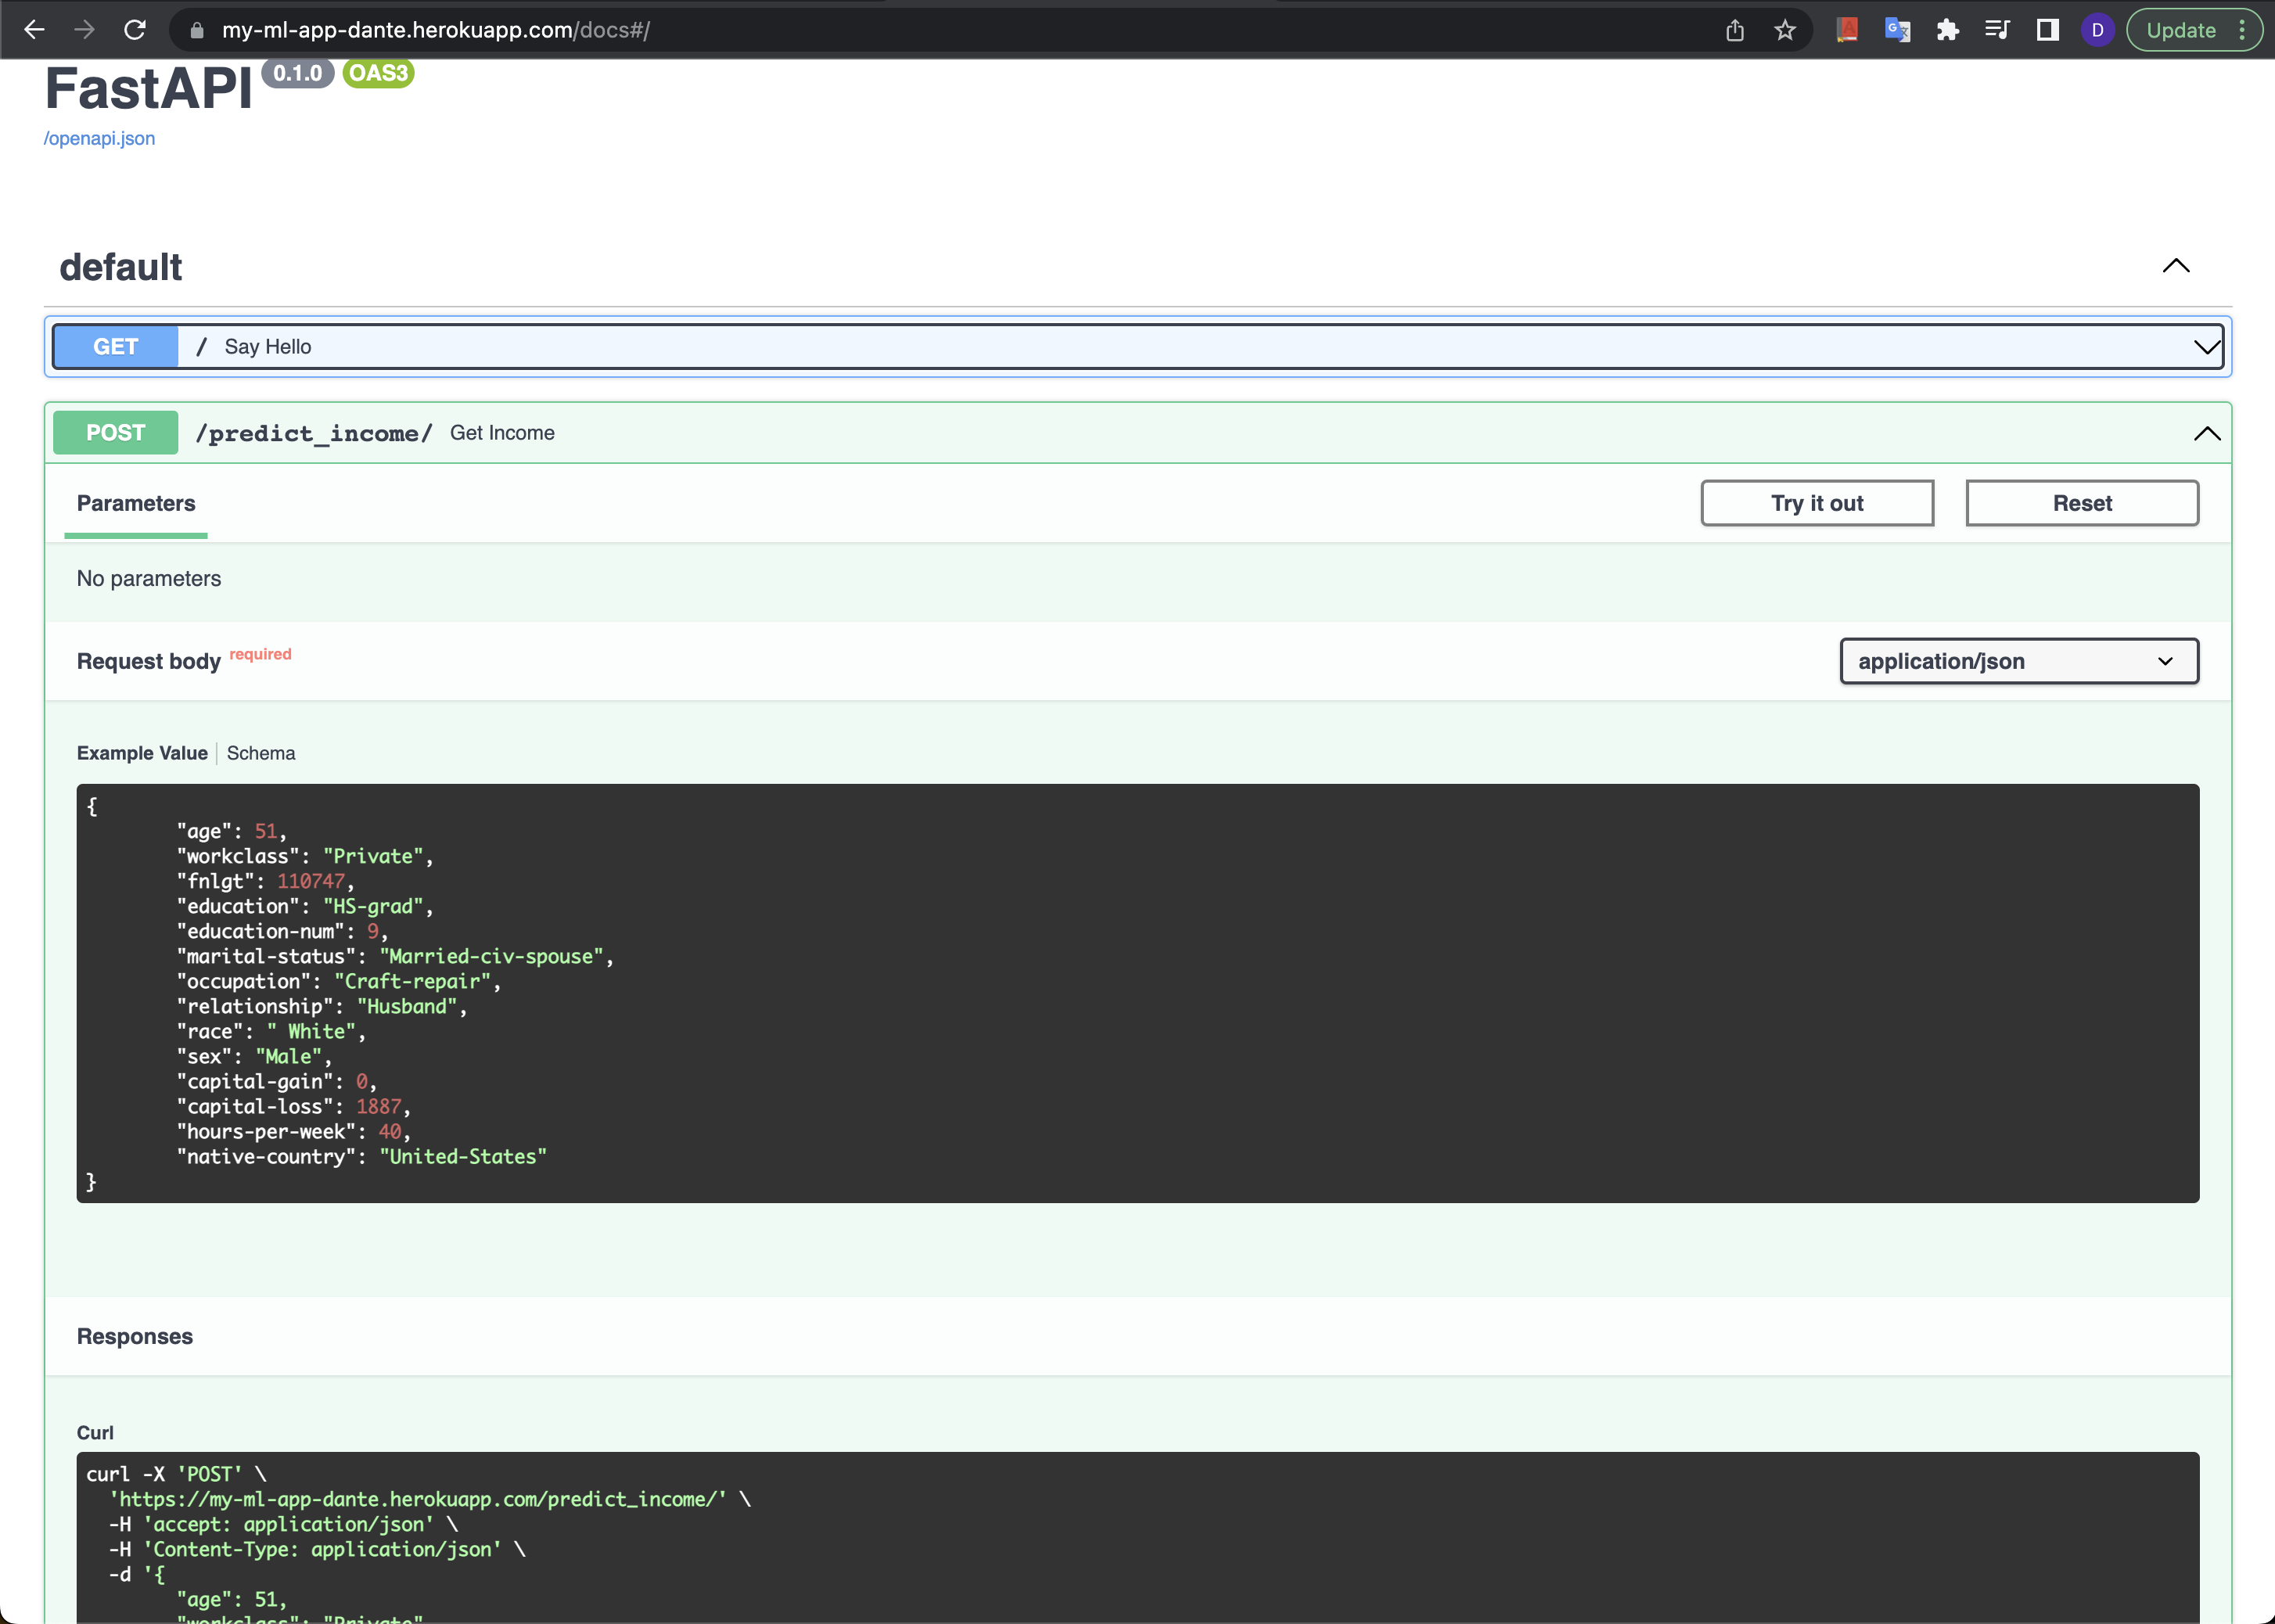 my-ml-app-dante.herokuapp.com/docs#/
D
Update
FastAPI 0.1.0 OAS3
/openapi.json
default
GET / Say Hello
POST /predict_income/ Get Income
Parameters
Try it out
Reset
No parameters
Request body required
application/json
Example Value Schema
{
"age": 51,
"workclass": "Private",
"fnlgt": 110747,
"education": "HS-grad",
"education-num": 9,
"marital-status": "Married-civ-spouse",
"occupation": "Craft-repair",
"relationship": "Husband",
"race": " White",
"sex": "Male",
"capital-gain": 0,
"capital-loss": 1887,
"hours-per-week": 40,
"native-country": "United-States"
}
Responses
Curl
curl -X 'POST' \
'https://my-ml-app-dante.herokuapp.com/predict_income/' \
-H 'accept: application/json' \
-H 'Content-Type: application/json' \
-d '{
"age": 51,
"workclass": "Private"